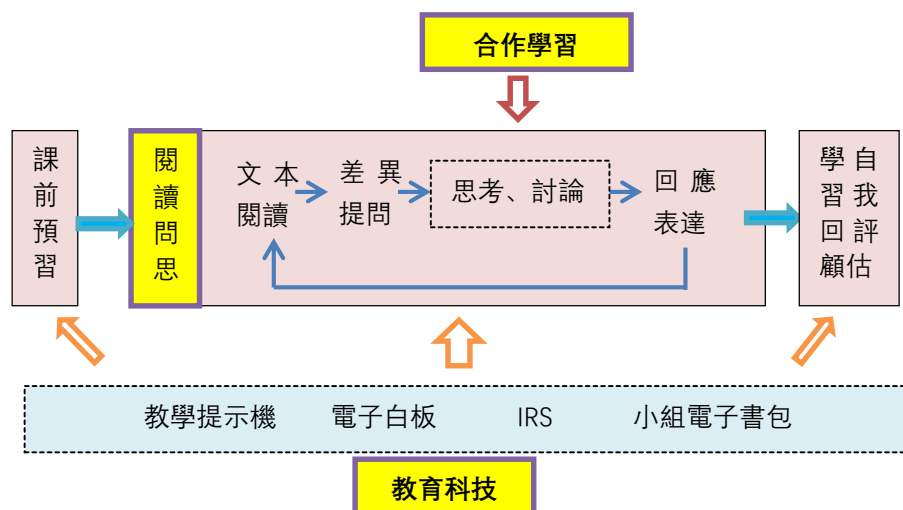 合作學習
課前預習
閱讀問思
文本
閱讀
差異
提問
思考、討論
回應
表達
學習回顧
自我評估
教學提示機 電子白板 IRS 小組電子書包
教育科技